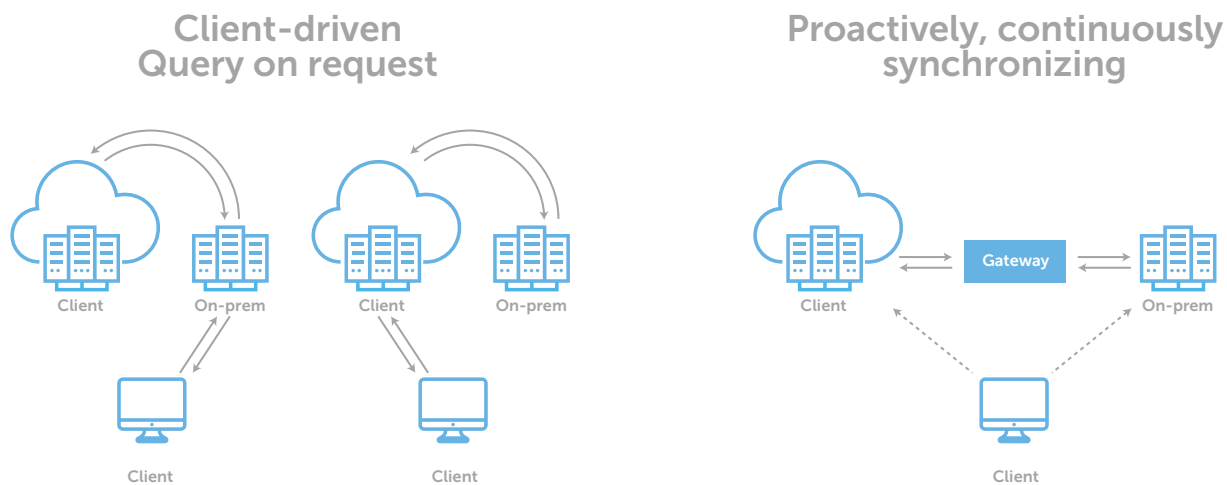 Client-driven
Query on request
Proactively, continuously
synchronizing
Client
On-prem
Client
On-prem
Client
Gateway
On-prem
Client
Client
Client